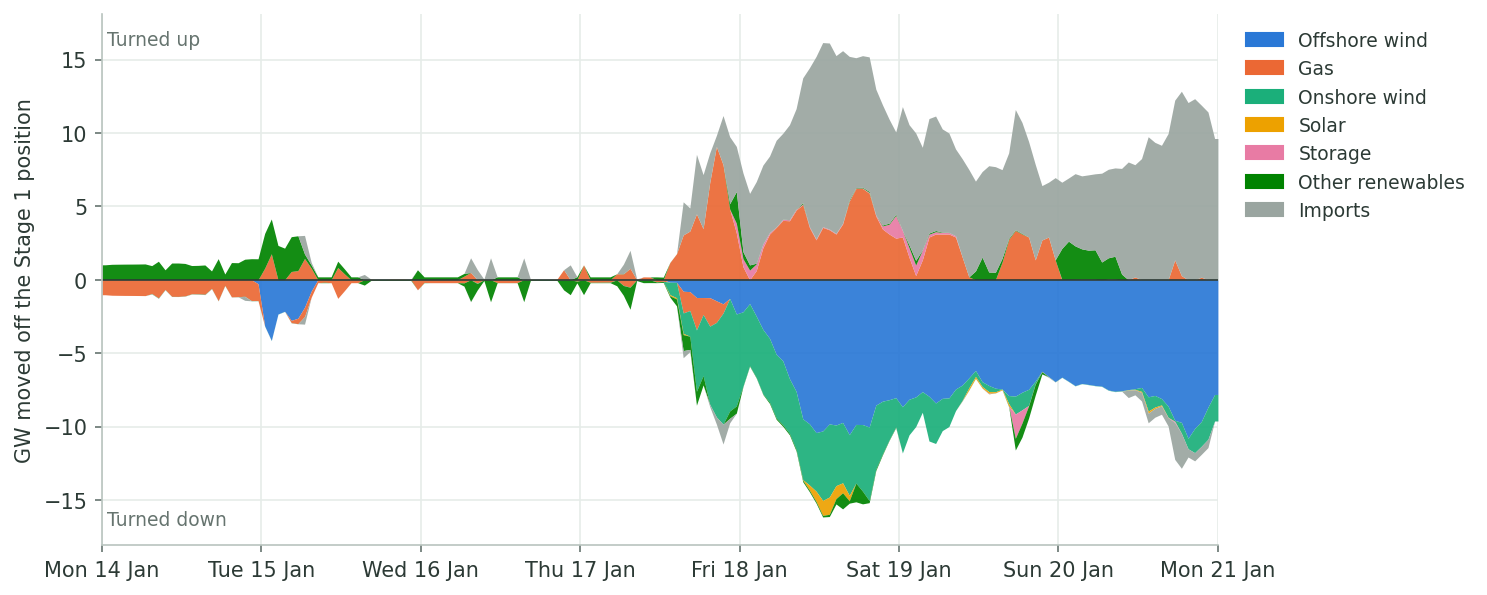 GW moved off the Stage 1 position
Turned up
15
10
5
0
−5
−10
−15
Turned down
Mon 14 Jan
Tue 15 Jan
Wed 16 Jan
Thu 17 Jan
Fri 18 Jan
Sat 19 Jan
Sun 20 Jan
Mon 21 Jan
Offshore wind
Gas
Onshore wind
Solar
Storage
Other renewables
Imports